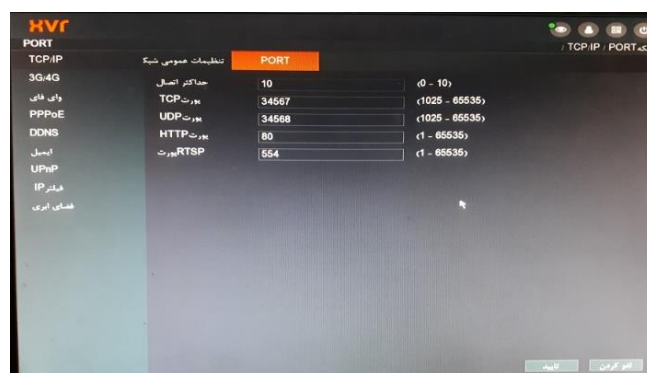 XVr
PORT
شبکه / TCP/IP / PORT
TCP/IP
تنظیمات عمومی شبک
PORT
3G/4G
وای فای
PPPoE
DDNS
ایمیل
UPnP
فیلتر IP
فضای ابری
حداکثر اتصال 10 (0 - 10)
پورت TCP 34567 (1025 - 65535)
پورت UDP 34568 (1025 - 65535)
پورت HTTP 80 (1 - 65535)
پورت RTSP 554 (1 - 65535)
تایید
لغو کردن